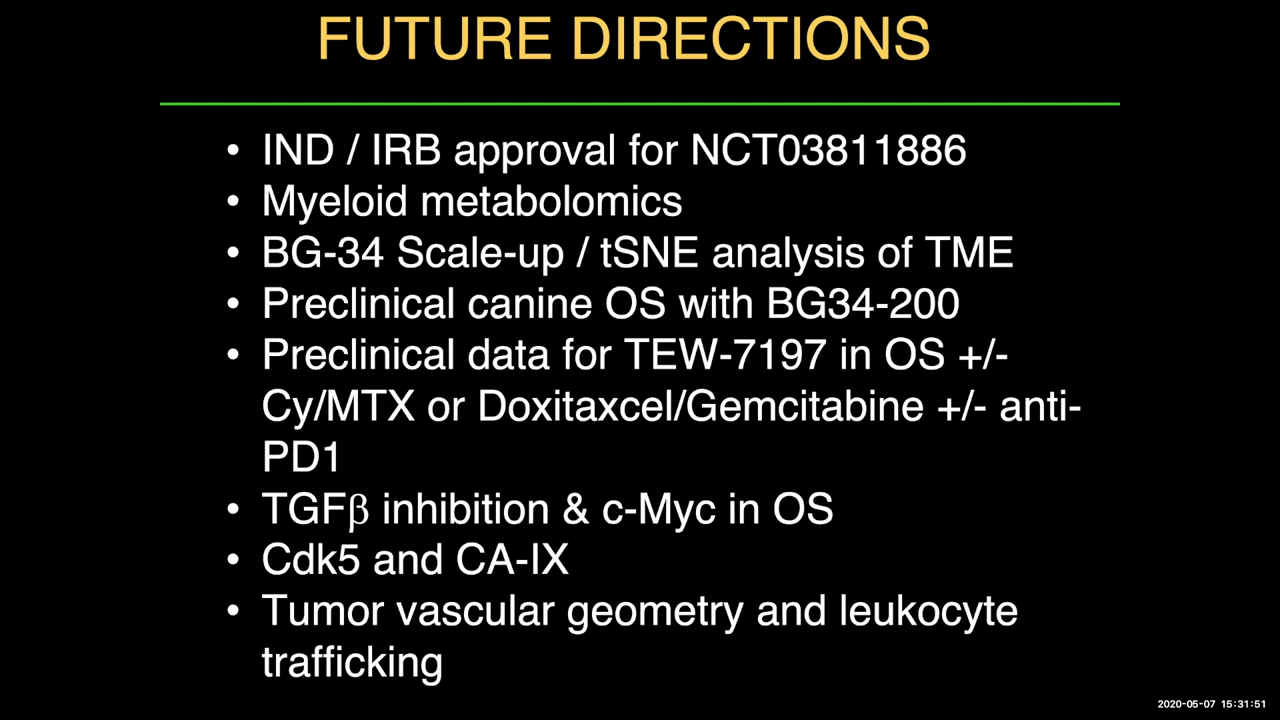 FUTURE DIRECTIONS
• IND / IRB approval for NCT03811886
• Myeloid metabolomics
• BG-34 Scale-up / tSNE analysis of TME
• Preclinical canine OS with BG34-200
• Preclinical data for TEW-7197 in OS +/-
Cy/MTX or Doxitaxcel/Gemcitabine +/- anti-
PD1
• TGFβ inhibition & c-Myc in OS
• Cdk5 and CA-IX
• Tumor vascular geometry and leukocyte
trafficking
2020-05-07 15:31:51